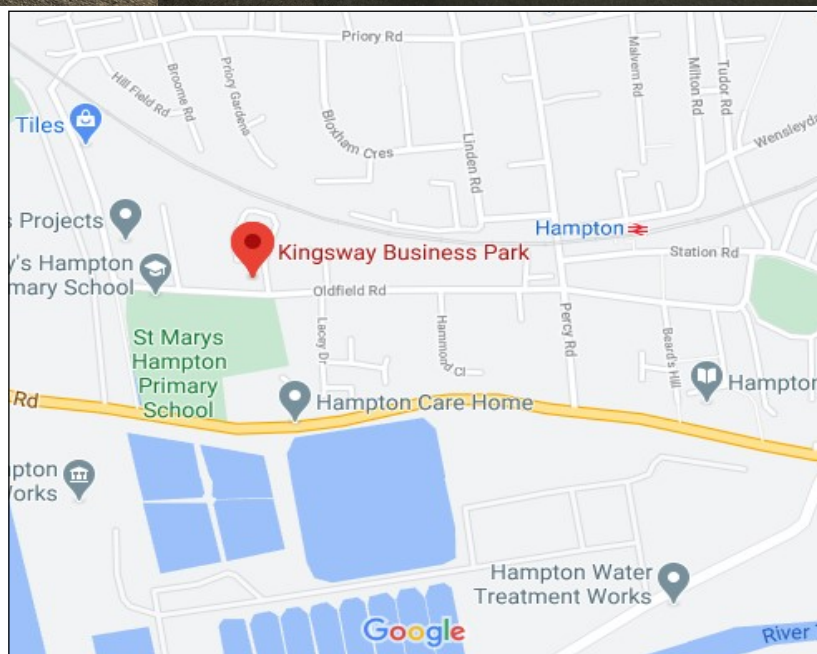 Priory Rd
Broome Rd
Priory Gardens
Hill Field Rd
Malvern Rd
Milton Rd
Tudor Rd
Tiles
Bloxham Cres
Linden Rd
s Projects
Hampton
Kingsway Business Park
Station Rd
y's Hampton
mary School
Oldfield Rd
St Marys
Hampton
Primary
School
Lacey Dr
Hammond Cl
Percy Rd
Beard's Hill
Hampton
Rd
Hampton Care Home
pton
Works
Hampton Water
Treatment Works
Google
River